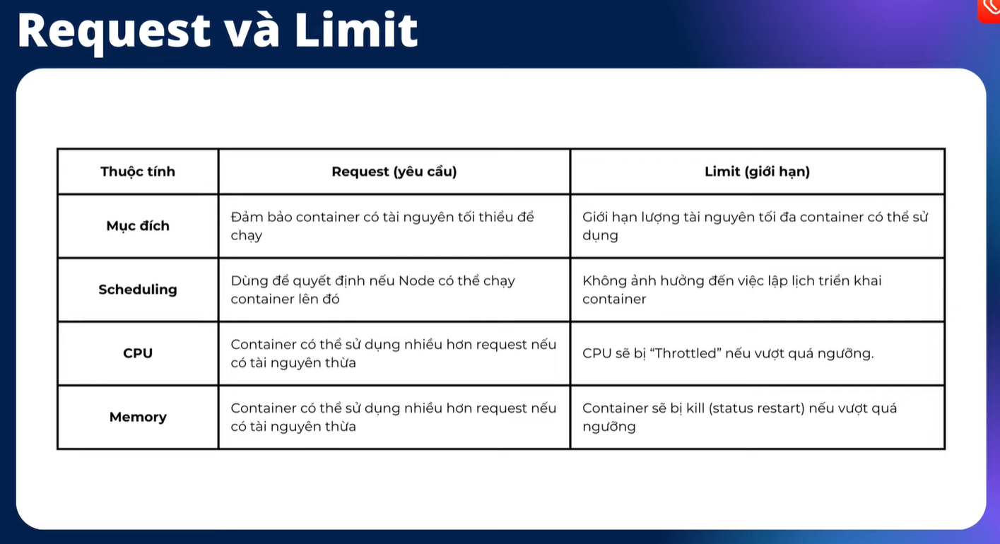 Request và Limit
Thuộc tính
Request (yêu cầu)
Limit (giới hạn)
Mục đích
Đảm bảo container có tài nguyên tối thiểu để
chạy
Giới hạn lượng tài nguyên tối đa container có thể sử
dụng
Scheduling
Dùng để quyết định nếu Node có thể chạy
container lên đó
Không ảnh hưởng đến việc lập lịch triển khai
container
CPU
Container có thể sử dụng nhiều hơn request nếu
có tài nguyên thừa
CPU sẽ bị “Throttled” nếu vượt quá ngưỡng.
Memory
Container có thể sử dụng nhiều hơn request nếu
có tài nguyên thừa
Container sẽ bị kill (status restart) nếu vượt quá
ngưỡng